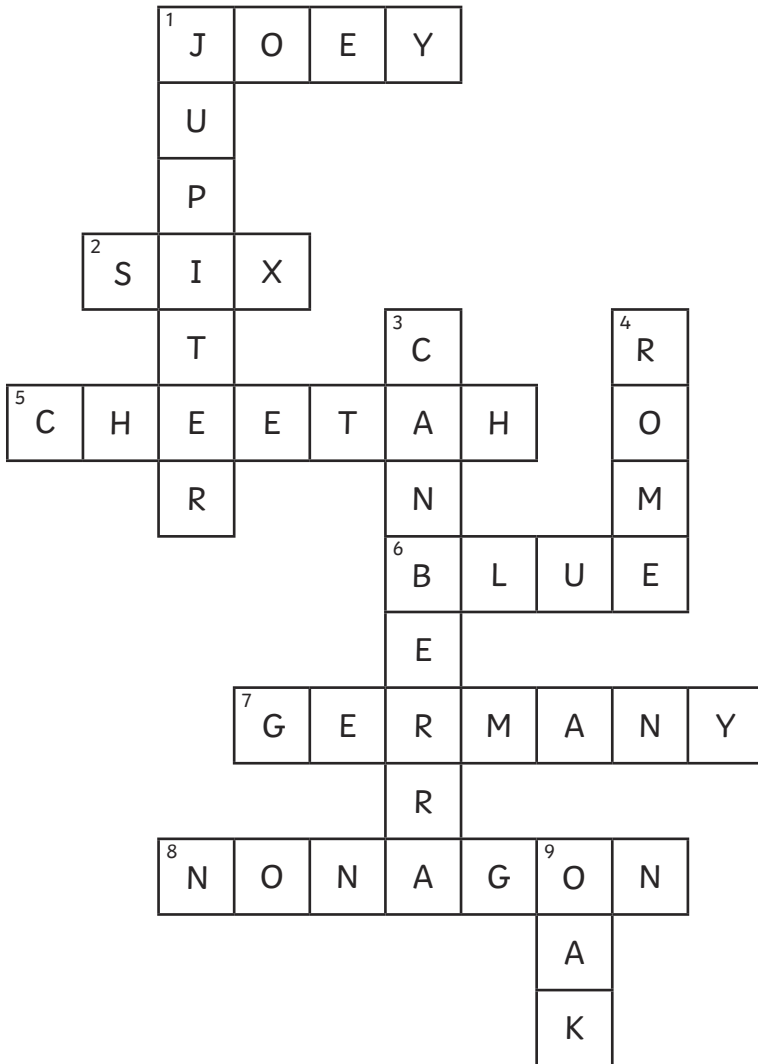 1 J O E Y
U
P
2 S I X
T 3 C 4 R
5 C H E E T A H O
R N M
6 B L U E
E
7 G E R M A N Y
R
8 N O N A G 9 O N
A
K